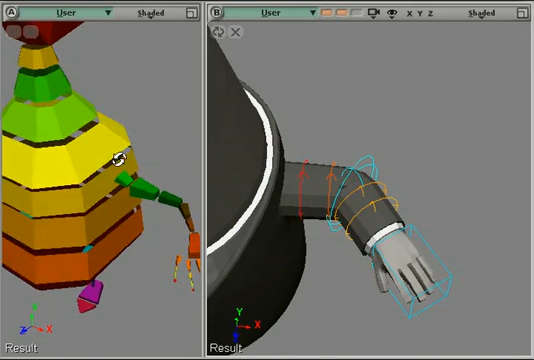 A User Shaded
B User X Y Z Shaded
Y
Z X
Result
Y
X
Result